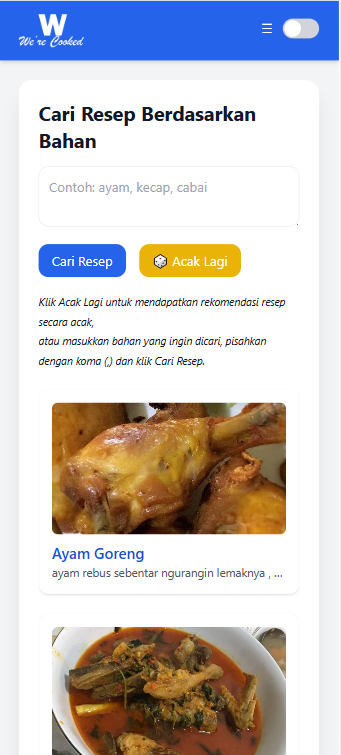 W
We're Cooked
☰
Cari Resep Berdasarkan
Bahan
Contoh: ayam, kecap, cabai
Cari Resep
🎲 Acak Lagi
Klik Acak Lagi untuk mendapatkan rekomendasi resep
secara acak,
atau masukkan bahan yang ingin dicari, pisahkan
dengan koma (,) dan klik Cari Resep.
Ayam Goreng
ayam rebus sebentar ngurangin lemaknya , ...